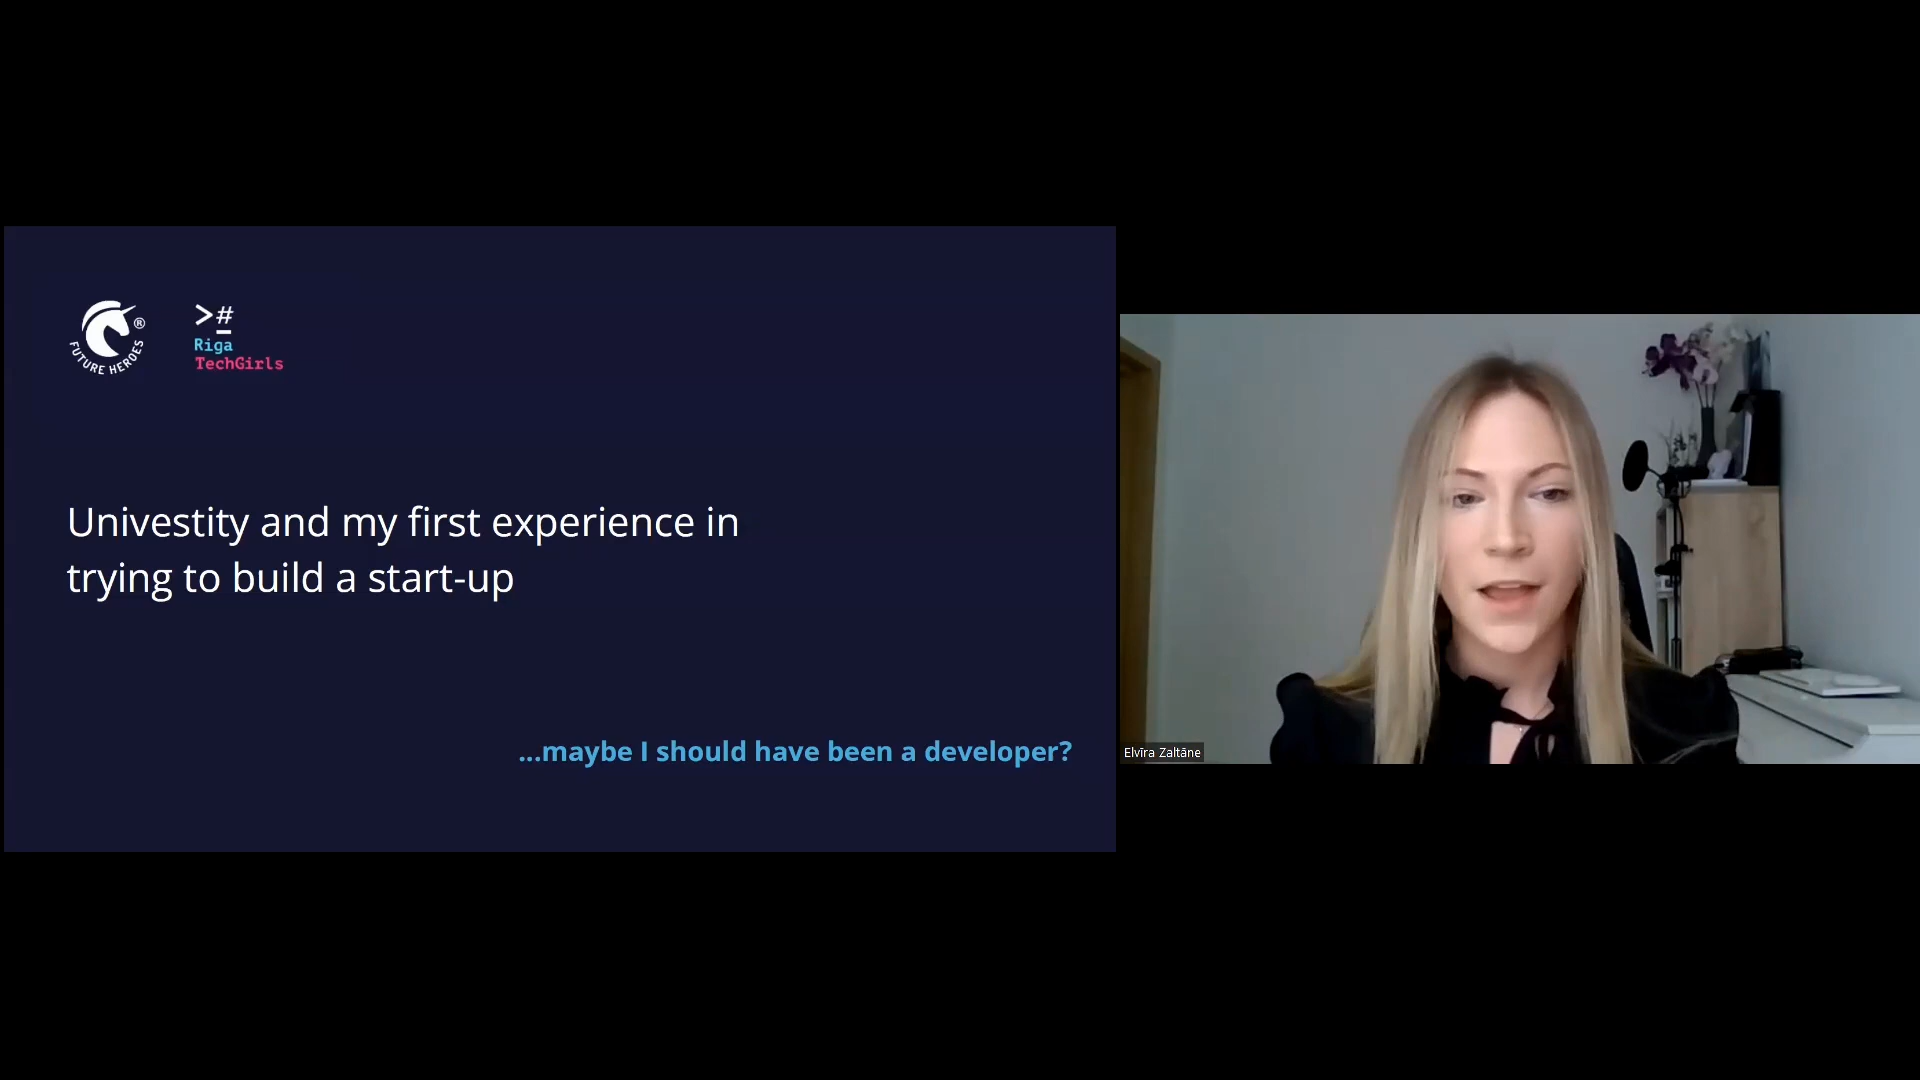 FUTURE HEROES
®
>#
Riga
TechGirls
Univestity and my first experience in
trying to build a start-up
...maybe I should have been a developer?
Elvīra Zaltāne